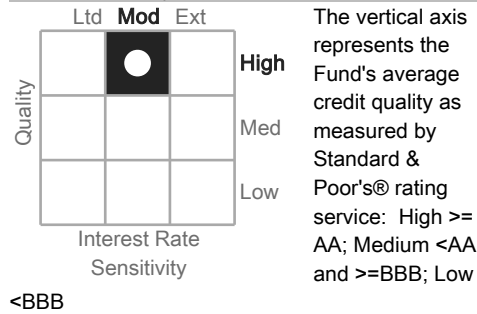 Ltd Mod Ext
High
Med
Low
Quality
Interest Rate
Sensitivity
The vertical axis
represents the
Fund's average
credit quality as
measured by
Standard &
Poor's® rating
service: High >=
AA; Medium <AA
and >=BBB; Low
<BBB